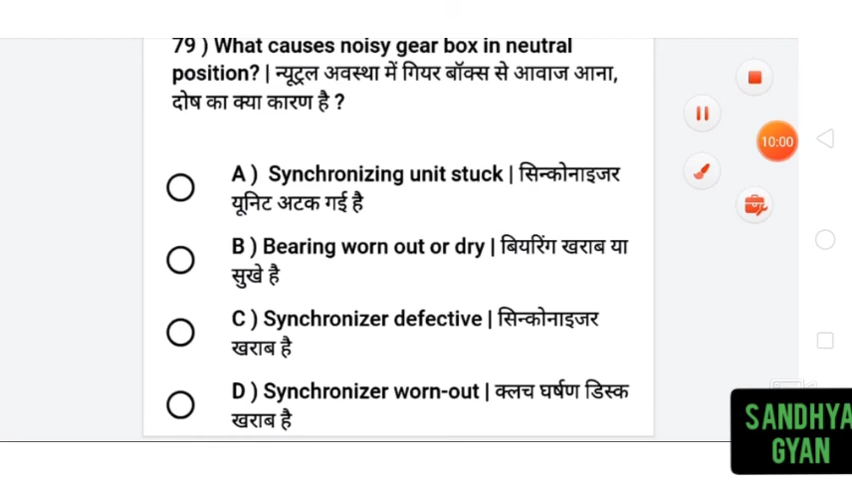 79 ) What causes noisy gear box in neutral
position? | न्यूट्रल अवस्था में गियर बॉक्स से आवाज आना,
दोष का क्या कारण है ?
A ) Synchronizing unit stuck | सिन्कोनाइजर
यूनिट अटक गई है
B ) Bearing worn out or dry | बियरिंग खराब या
सुखे है
C ) Synchronizer defective | सिन्कोनाइजर
खराब है
D ) Synchronizer worn-out | क्लच घर्षण डिस्क
खराब है
10:00
SANDHYA
GYAN